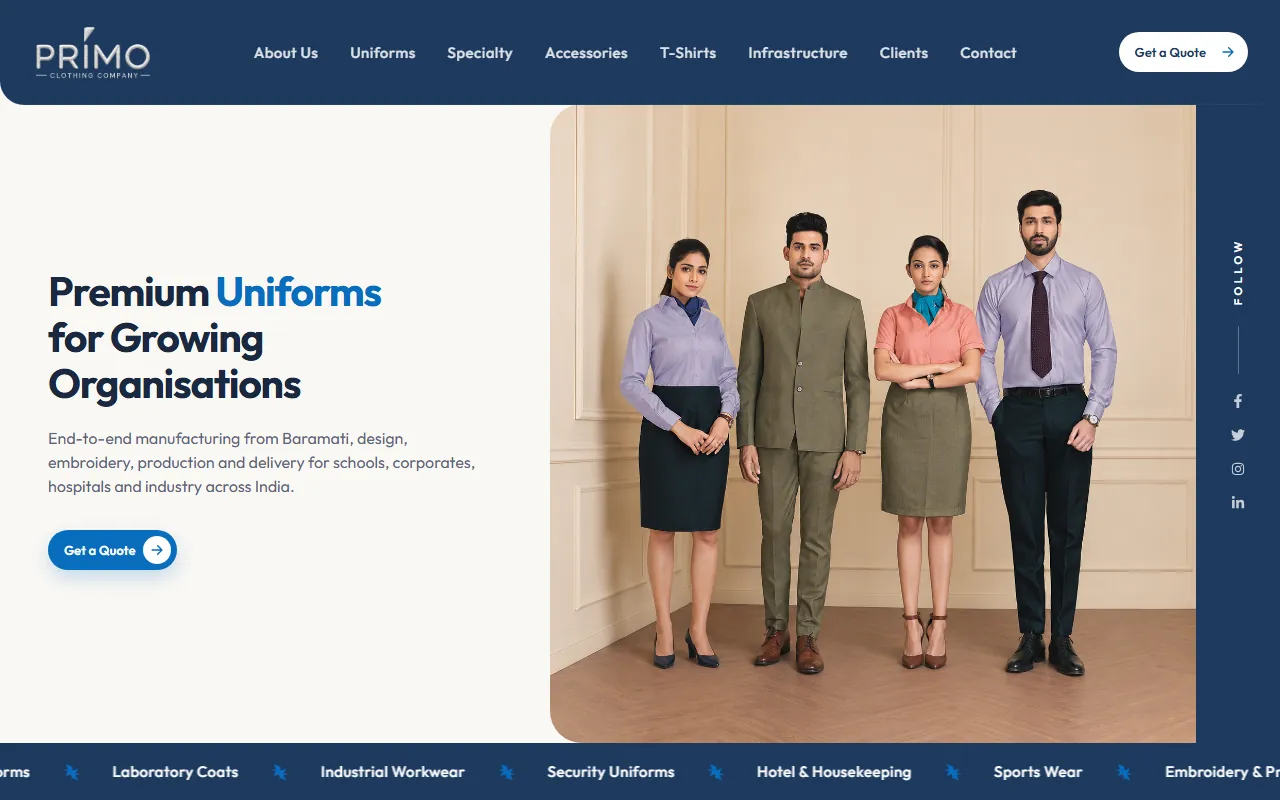 PRIMO
CLOTHING COMPANY
About Us
Uniforms
Specialty
Accessories
T-Shirts
Infrastructure
Clients
Contact
Get a Quote
Premium Uniforms
for Growing
Organisations
End-to-end manufacturing from Baramati, design,
embroidery, production and delivery for schools, corporates,
hospitals and industry across India.
Get a Quote
FOLLOW
orms
Laboratory Coats
Industrial Workwear
Security Uniforms
Hotel & Housekeeping
Sports Wear
Embroidery & Pr